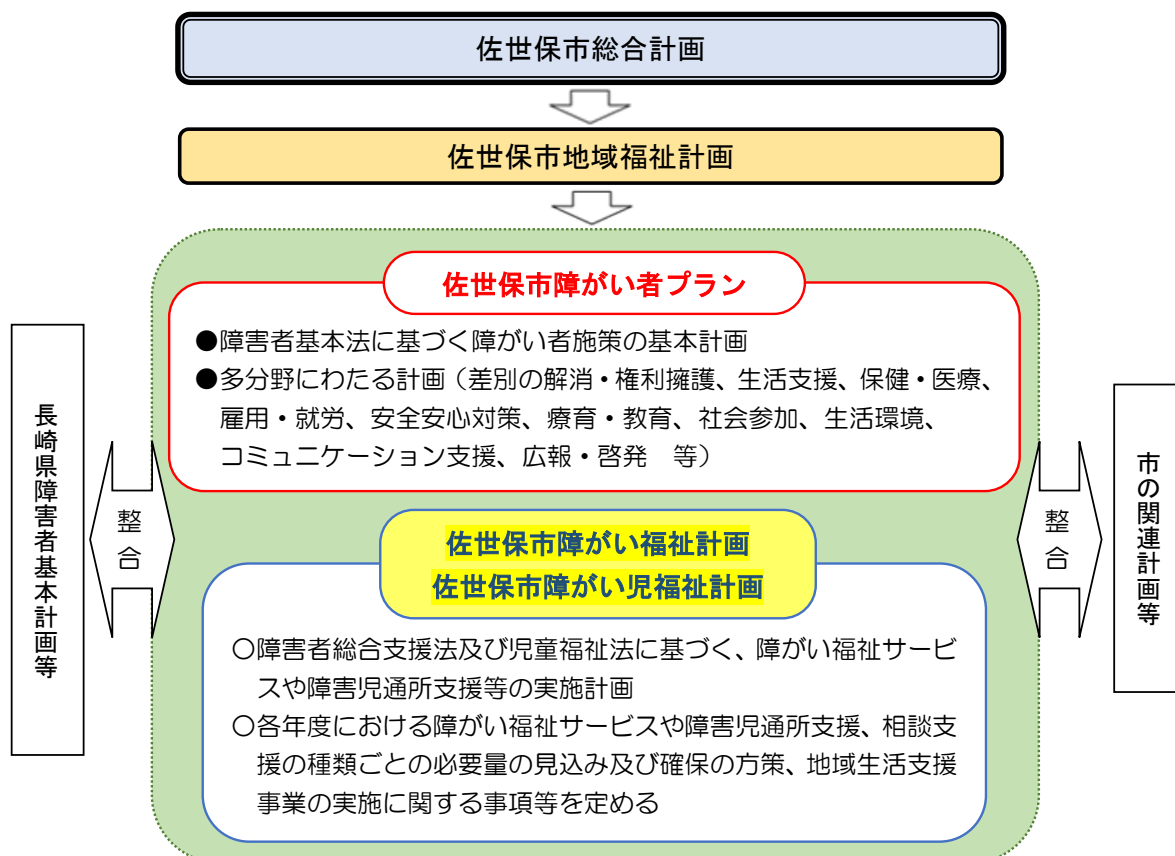 佐世保市総合計画
佐世保市地域福祉計画
佐世保市障がい者プラン
●障害者基本法に基づく障がい者施策の基本計画
●多分野にわたる計画（差別の解消・権利擁護、生活支援、保健・医療、
雇用・就労、安全安心対策、療育・教育、社会参加、生活環境、
コミュニケーション支援、広報・啓発　等）
長崎県障害者基本計画等
整合
整合
市の関連計画等
佐世保市障がい福祉計画
佐世保市障がい児福祉計画
○障害者総合支援法及び児童福祉法に基づく、障がい福祉サービ
スや障害児通所支援等の実施計画
○各年度における障がい福祉サービスや障害児通所支援、相談支
援の種類ごとの必要量の見込み及び確保の方策、地域生活支援
事業の実施に関する事項等を定める